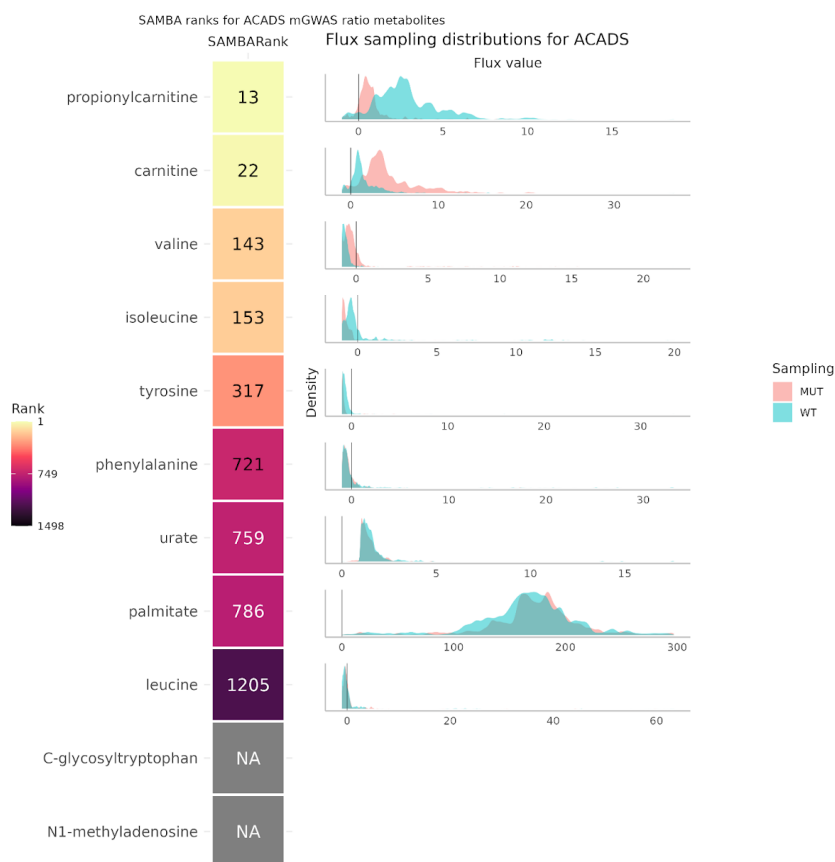 SAMBA ranks for ACADS mGWAS ratio metabolites
SAMBARank
Flux sampling distributions for ACADS
Flux value
propionylcarnitine 13
0 5 10 15
carnitine 22
0 10 20 30
valine 143
0 5 10 15 20
isoleucine 153
0 5 10 15 20
tyrosine 317
0 10 20 30
phenylalanine 721
0 10 20 30
urate 759
0 5 10 15
palmitate 786
0 100 200 300
leucine 1205
0 20 40 60
C-glycosyltryptophan NA
N1-methyladenosine NA
Density
Rank
1
749
1498
Sampling
MUT
WT